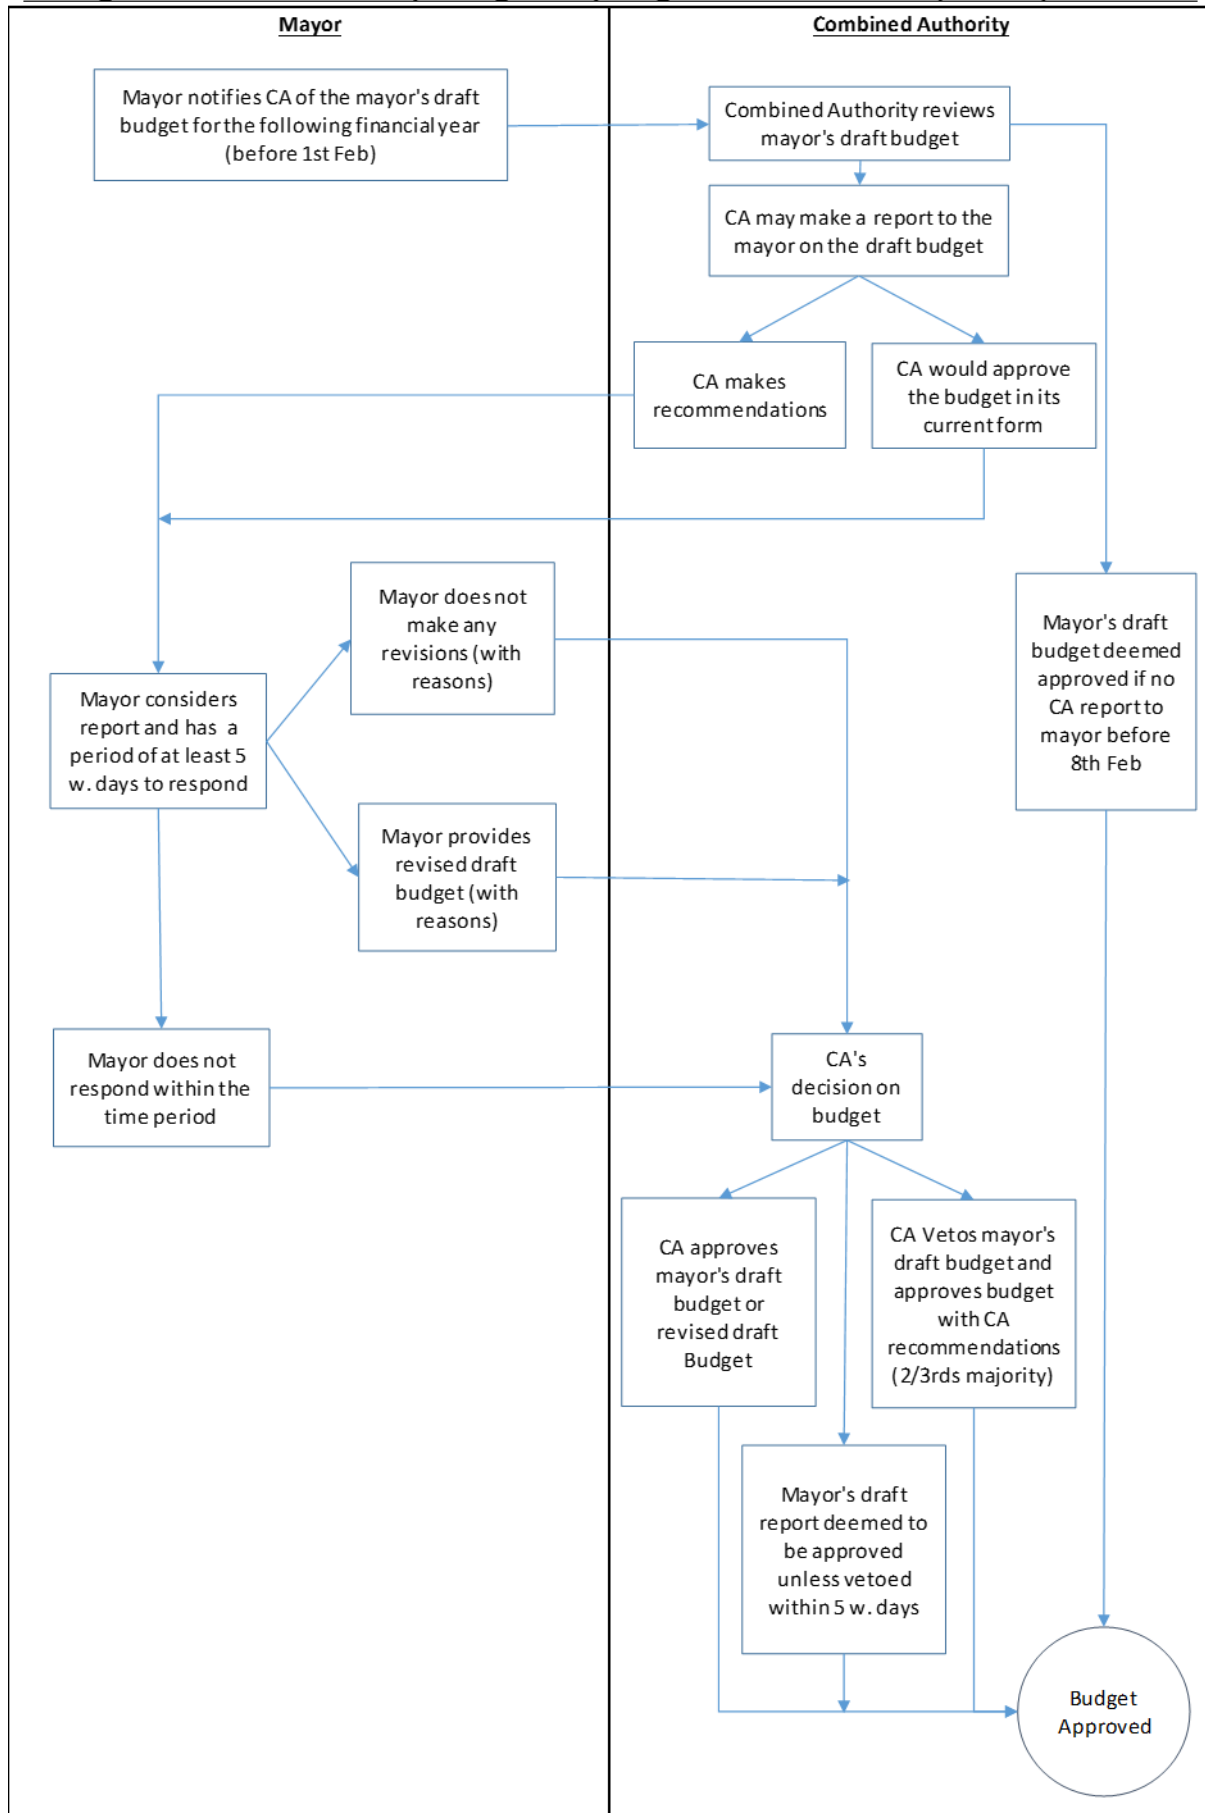 Mayor
Combined Authority
Mayor notifies CA of the mayor's draft
budget for the following financial year
(before 1st Feb)
Combined Authority reviews
mayor's draft budget
CA may make a report to the
mayor on the draft budget
CA makes
recommendations
CA would approve
the budget in its
current form
Mayor does not
make any
revisions (with
reasons)
Mayor's draft
budget deemed
approved if no
CA report to
mayor before
8th Feb
Mayor considers
report and has a
period of at least 5
w. days to respond
Mayor provides
revised draft
budget (with
reasons)
Mayor does not
respond within the
time period
CA's
decision on
budget
CA approves
mayor's draft
budget or
revised draft
Budget
CA Vetos mayor's
draft budget and
approves budget
with CA
recommendations
(2/3rds majority)
Mayor's draft
report deemed to
be approved
unless vetoed
within 5 w. days
Budget
Approved